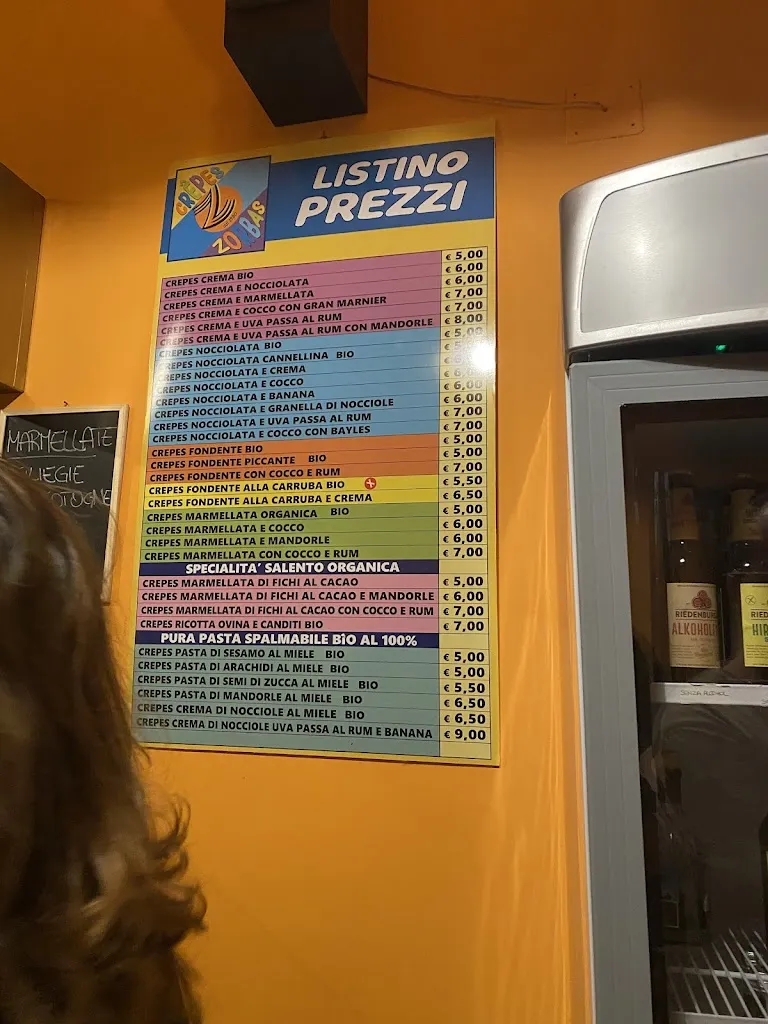 CREPES
ZORBAS
LISTINO
PREZZI
CREPES CREMA BIO € 5,00
CREPES CREMA E NOCCIOLATA € 6,00
CREPES CREMA E MARMELLATA € 6,00
CREPES CREMA E COCCO CON GRAN MARNIER € 7,00
CREPES CREMA E UVA PASSA AL RUM € 7,00
CREPES CREMA E UVA PASSA AL RUM CON MANDORLE € 8,00
CREPES NOCCIOLATA BIO € 5,00
CREPES NOCCIOLATA CANNELLINA BIO
CREPES NOCCIOLATA E CREMA
CREPES NOCCIOLATA E COCCO
CREPES NOCCIOLATA E BANANA € 6,00
CREPES NOCCIOLATA E GRANELLA DI NOCCIOLE € 6,00
CREPES NOCCIOLATA E UVA PASSA AL RUM € 7,00
CREPES NOCCIOLATA E COCCO CON BAYLES € 7,00
CREPES FONDENTE BIO € 5,00
CREPES FONDENTE PICCANTE BIO € 5,00
CREPES FONDENTE CON COCCO E RUM € 7,00
CREPES FONDENTE ALLA CARRUBA BIO € 5,50
CREPES FONDENTE ALLA CARRUBA E CREMA € 6,50
CREPES MARMELLATA ORGANICA BIO € 5,00
CREPES MARMELLATA E COCCO € 6,00
CREPES MARMELLATA E MANDORLE € 6,00
CREPES MARMELLATA CON COCCO E RUM € 7,00
SPECIALITA' SALENTO ORGANICA
CREPES MARMELLATA DI FICHI AL CACAO € 5,00
CREPES MARMELLATA DI FICHI AL CACAO E MANDORLE € 6,00
CREPES MARMELLATA DI FICHI AL CACAO CON COCCO E RUM € 7,00
CREPES RICOTTA OVINA E CANDITI BIO € 7,00
PURA PASTA SPALMABILE BÌO AL 100%
CREPES PASTA DI SESAMO AL MIELE BIO € 5,00
CREPES PASTA DI ARACHIDI AL MIELE BIO € 5,00
CREPES PASTA DI SEMI DI ZUCCA AL MIELE BIO € 5,50
CREPES PASTA DI MANDORLE AL MIELE BIO € 6,50
CREPES CREMA DI NOCCIOLE AL MIELE BIO € 6,50
CREPES CREMA DI NOCCIOLE UVA PASSA AL RUM E BANANA € 9,00
MARMELLATE
RIEDENBUR
ALKOHOLF
RIED
HIR
SENZA ALCOOL